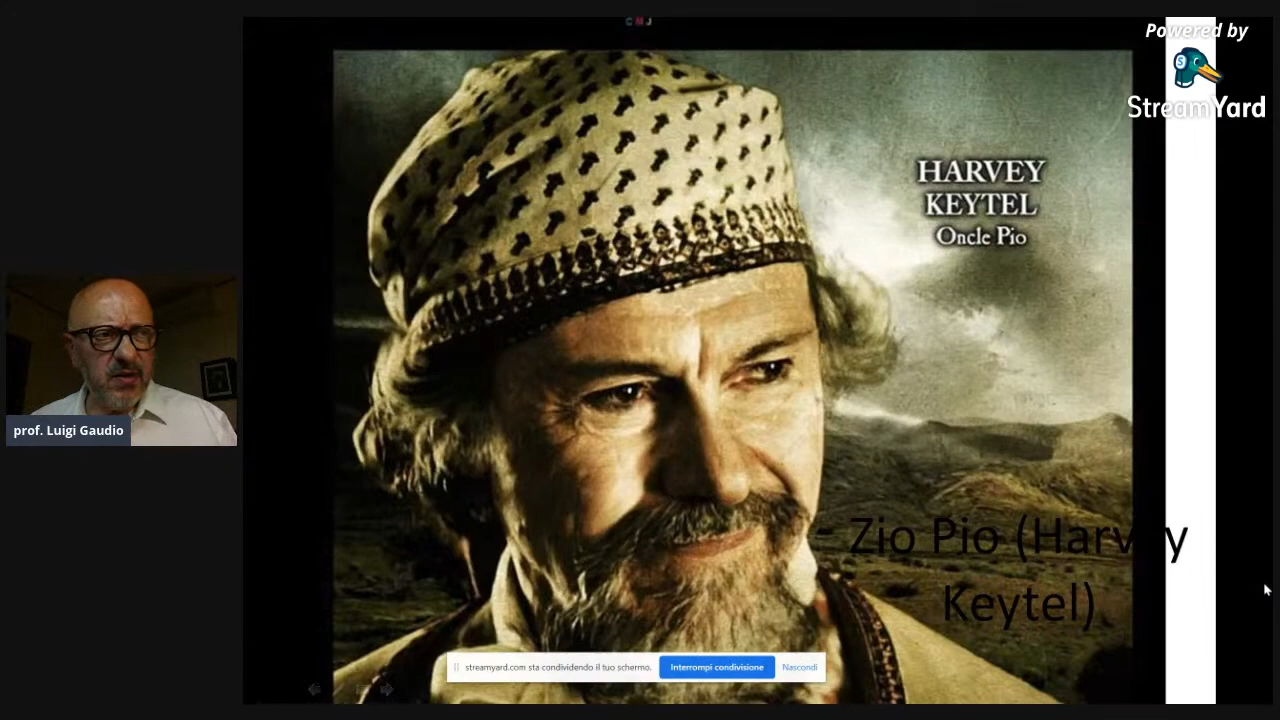 CMJ
Powered by
StreamYard
HARVEY
KEYTEL
Oncle Pio
prof. Luigi Gaudio
- Zio Pio (Harvey
Keytel)
streamyard.com sta condividendo il tuo schermo.
Interrompi condivisione
Nascondi